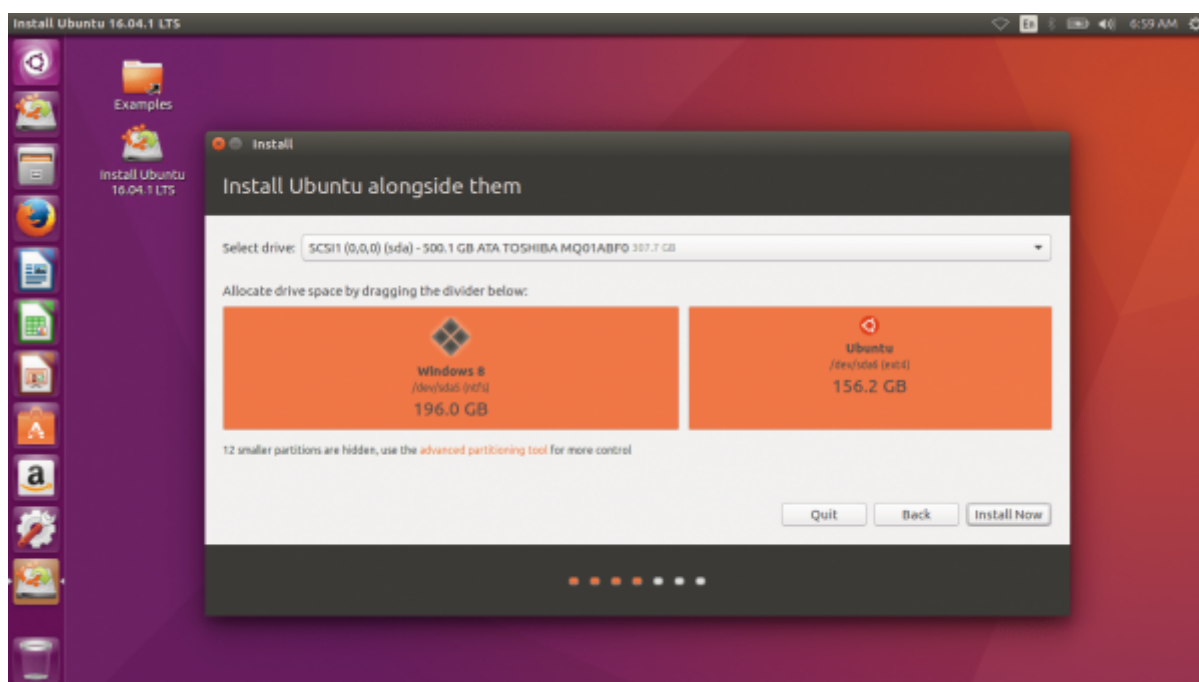 Install Ubuntu 16.04.1 LTS
En
6:59 AM
Examples
Install Ubuntu
16.04.1 LTS
Install
Install Ubuntu alongside them
Select drive: SCSI1 (0,0,0) (sda) - 500.1 GB ATA TOSHIBA MQ01ABF0
Allocate drive space by dragging the divider below:
Windows 8
/dev/sda6 (ntfs)
196.0 GB
Ubuntu
/dev/sda6 (ext4)
156.2 GB
12 smaller partitions are hidden, use the advanced partitioning tool for more control
Quit
Back
Install Now
a